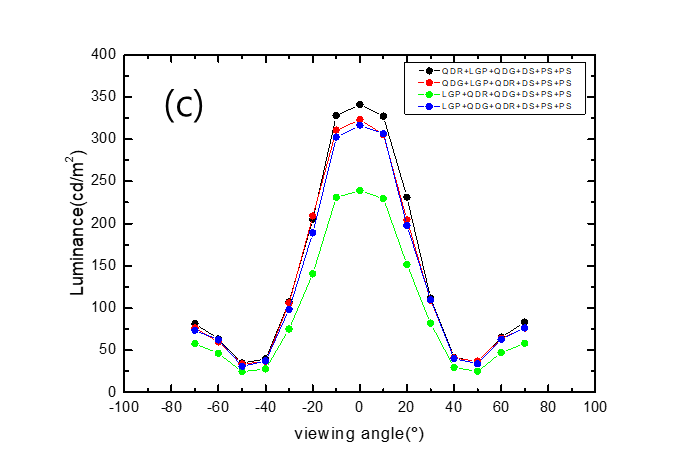 (c)
QDR+LGP+QDG+DS+PS+PS
QDG+LGP+QDR+DS+PS+PS
LGP+QDR+QDG+DS+PS+PS
LGP+QDG+QDR+DS+PS+PS
400
350
300
250
200
150
100
50
0
Luminance(cd/m²)
-100 -80 -60 -40 -20 0 20 40 60 80 100
viewing angle(°)